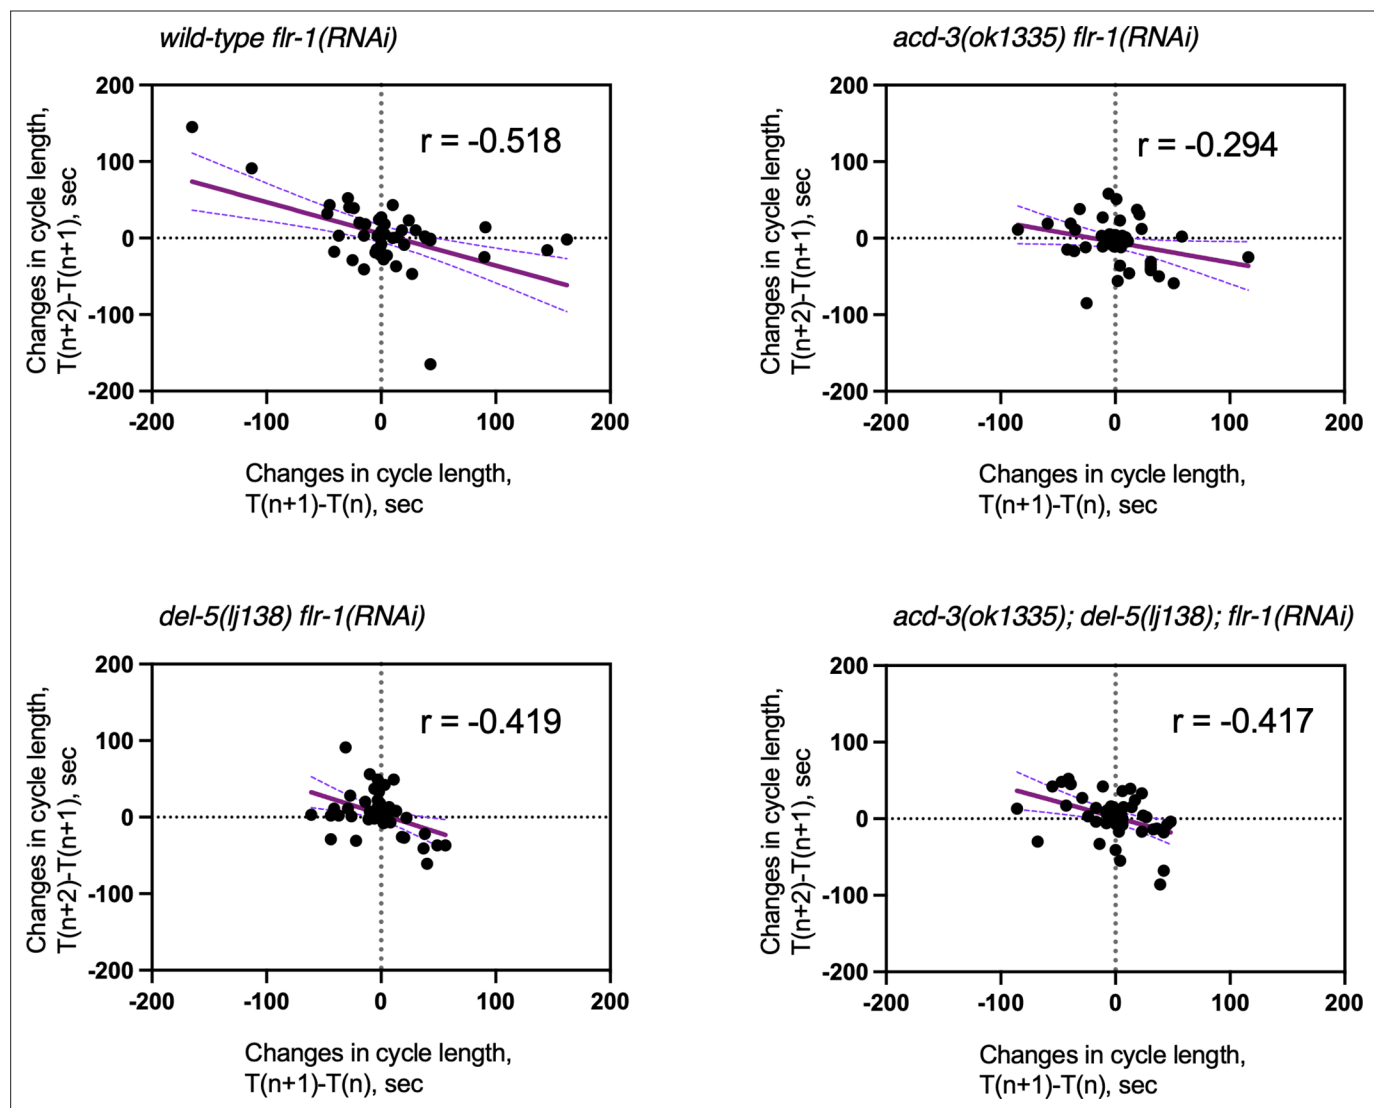 wild-type flr-1(RNAi)
Changes in cycle length,
T(n+2)-T(n+1), sec
200
100
0
-100
-200
r = -0.518
-200 -100 0 100 200
Changes in cycle length,
T(n+1)-T(n), sec
acd-3(ok1335) flr-1(RNAi)
Changes in cycle length,
T(n+2)-T(n+1), sec
200
100
0
-100
-200
r = -0.294
-200 -100 0 100 200
Changes in cycle length,
T(n+1)-T(n), sec
del-5(lj138) flr-1(RNAi)
Changes in cycle length,
T(n+2)-T(n+1), sec
200
100
0
-100
-200
r = -0.419
-200 -100 0 100 200
Changes in cycle length,
T(n+1)-T(n), sec
acd-3(ok1335); del-5(lj138); flr-1(RNAi)
Changes in cycle length,
T(n+2)-T(n+1), sec
200
100
0
-100
-200
r = -0.417
-200 -100 0 100 200
Changes in cycle length,
T(n+1)-T(n), sec